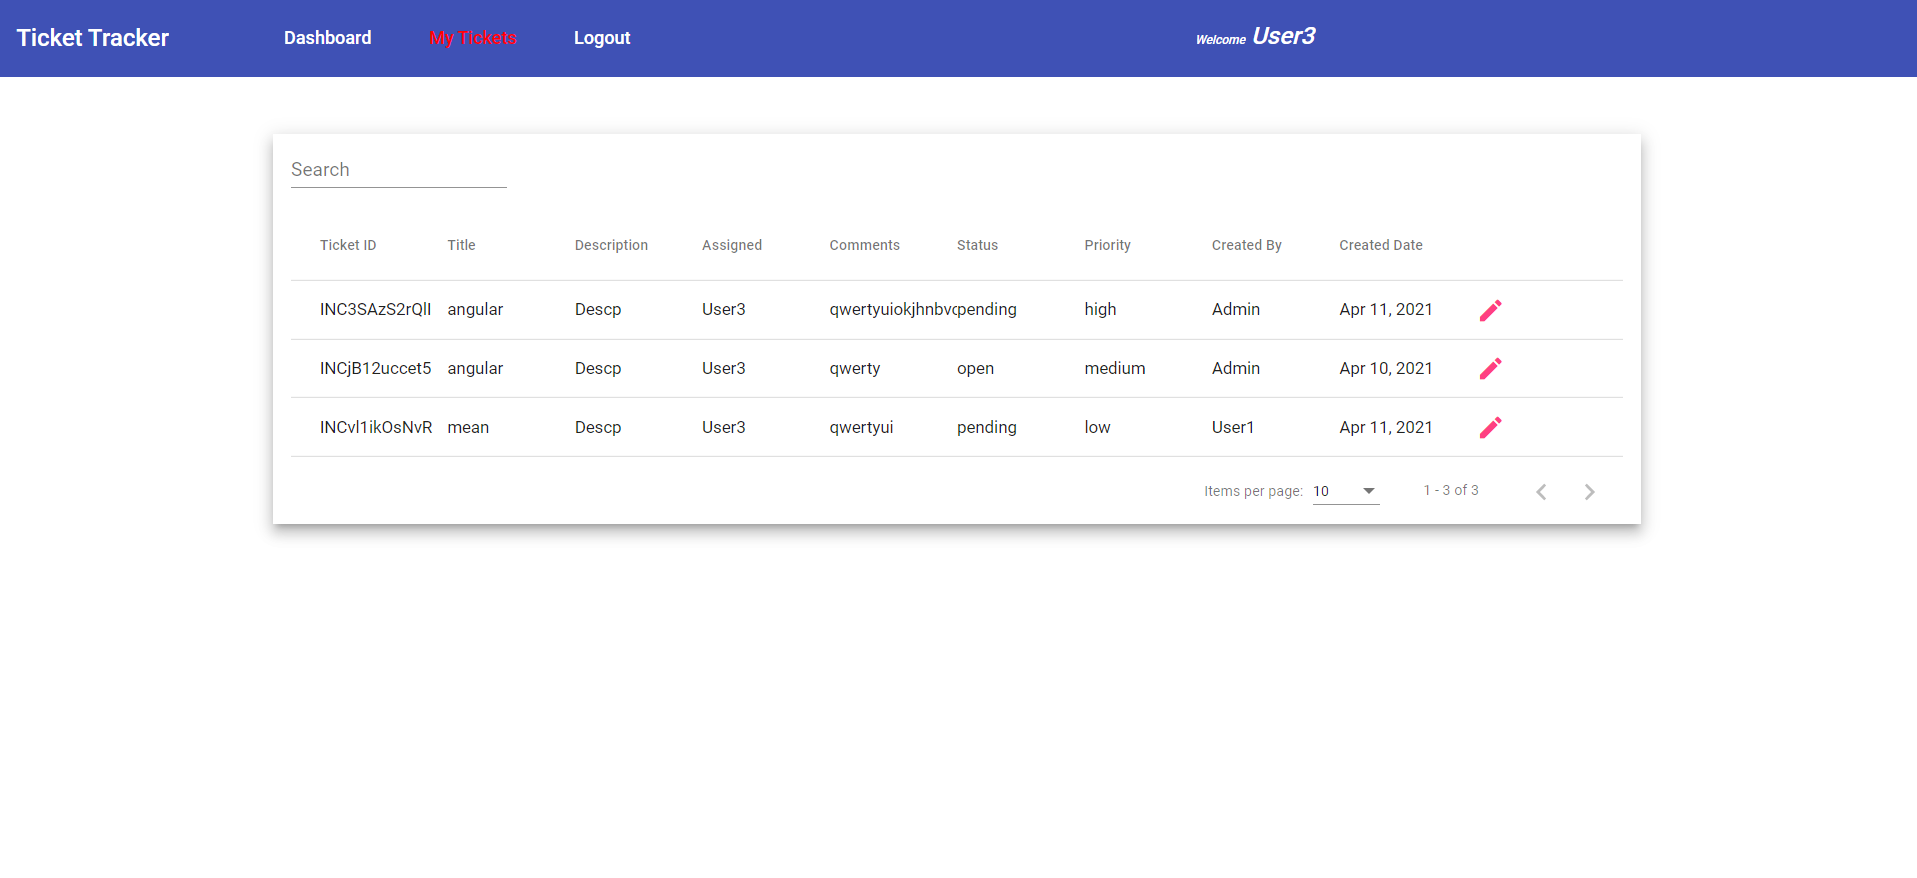 Ticket Tracker Dashboard My Tickets Logout Welcome User3
Search
Ticket ID Title Description Assigned Comments Status Priority Created By Created Date
INC3SAzS2rQlI angular Descp User3 qwertyuiokjhnbvc pending high Admin Apr 11, 2021
INCjB12uccet5 angular Descp User3 qwerty open medium Admin Apr 10, 2021
INCvl1ikOsNvR mean Descp User3 qwertyui pending low User1 Apr 11, 2021
Items per page: 10 1 - 3 of 3